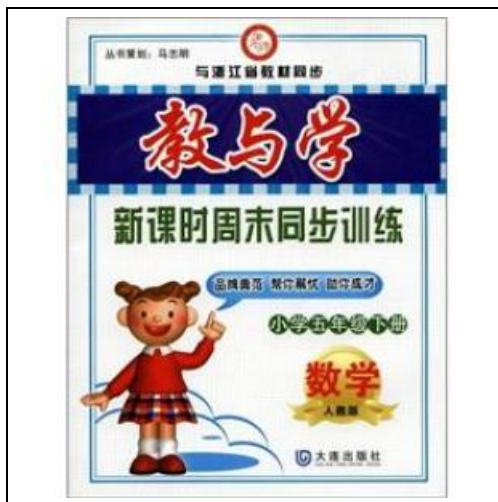 丛书策划：马志明
与浙江省教材同步
教与学
新课时周末同步训练
品牌典范 帮你解忧 助你成才
小学五年级下册
数学
人教版
大连出版社